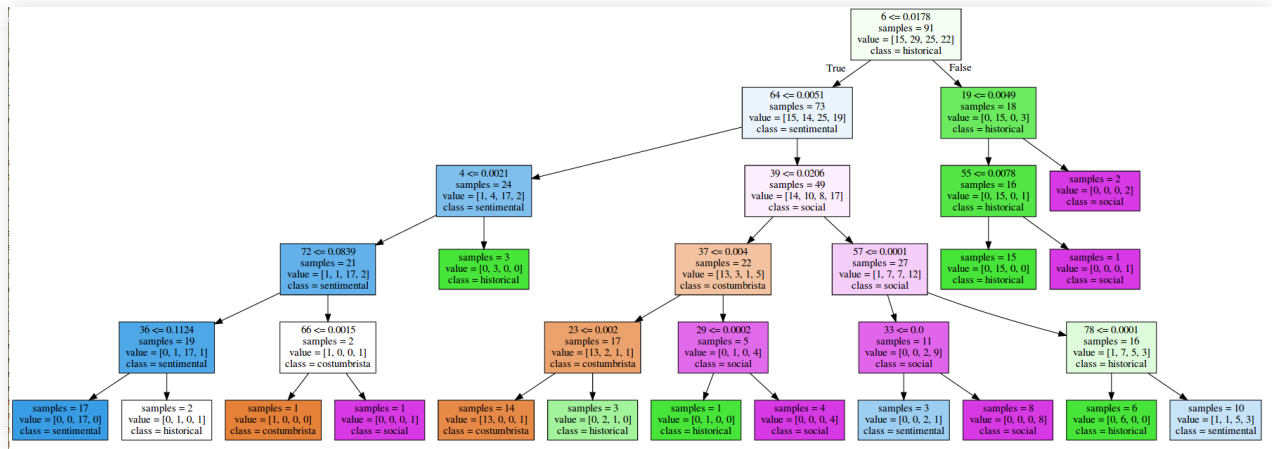 6 <= 0.0178
samples = 91
value = [15, 29, 25, 22]
class = historical
True
False
64 <= 0.0051
samples = 73
value = [15, 14, 25, 19]
class = sentimental
19 <= 0.0049
samples = 18
value = [0, 15, 0, 3]
class = historical
4 <= 0.0021
samples = 24
value = [1, 4, 17, 2]
class = sentimental
39 <= 0.0206
samples = 49
value = [14, 10, 8, 17]
class = social
55 <= 0.0078
samples = 16
value = [0, 15, 0, 1]
class = historical
samples = 2
value = [0, 0, 0, 2]
class = social
72 <= 0.0839
samples = 21
value = [1, 1, 17, 2]
class = sentimental
samples = 3
value = [0, 3, 0, 0]
class = historical
37 <= 0.004
samples = 22
value = [13, 3, 1, 5]
class = costumbrista
57 <= 0.0001
samples = 27
value = [1, 7, 7, 12]
class = social
samples = 15
value = [0, 15, 0, 0]
class = historical
samples = 1
value = [0, 0, 0, 1]
class = social
36 <= 0.1124
samples = 19
value = [0, 1, 17, 1]
class = sentimental
66 <= 0.0015
samples = 2
value = [1, 0, 0, 1]
class = costumbrista
23 <= 0.002
samples = 17
value = [13, 2, 1, 1]
class = costumbrista
29 <= 0.0002
samples = 5
value = [0, 1, 0, 4]
class = social
33 <= 0.0
samples = 11
value = [0, 0, 2, 9]
class = social
78 <= 0.0001
samples = 16
value = [1, 7, 5, 3]
class = historical
samples = 17
value = [0, 0, 17, 0]
class = sentimental
samples = 2
value = [0, 1, 0, 1]
class = historical
samples = 1
value = [1, 0, 0, 0]
class = costumbrista
samples = 1
value = [0, 0, 0, 1]
class = social
samples = 14
value = [13, 0, 0, 1]
class = costumbrista
samples = 3
value = [0, 2, 1, 0]
class = historical
samples = 1
value = [0, 1, 0, 0]
class = historical
samples = 4
value = [0, 0, 0, 4]
class = social
samples = 3
value = [0, 0, 2, 1]
class = sentimental
samples = 8
value = [0, 0, 0, 8]
class = social
samples = 6
value = [0, 6, 0, 0]
class = historical
samples = 10
value = [1, 1, 5, 3]
class = sentimental